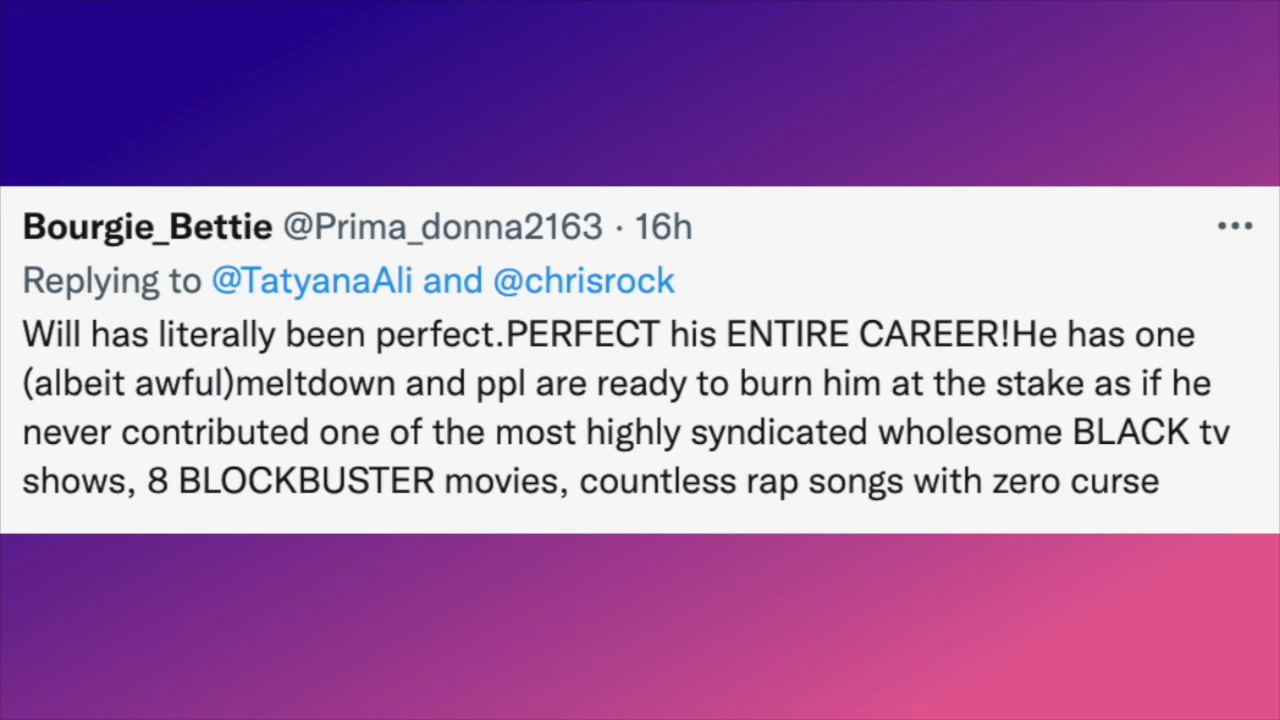 Bourgie_Bettie @Prima_donna2163 · 16h
Replying to @TatyanaAli and @chrisrock
Will has literally been perfect.PERFECT his ENTIRE CAREER!He has one
(albeit awful)meltdown and ppl are ready to burn him at the stake as if he
never contributed one of the most highly syndicated wholesome BLACK tv
shows, 8 BLOCKBUSTER movies, countless rap songs with zero curse